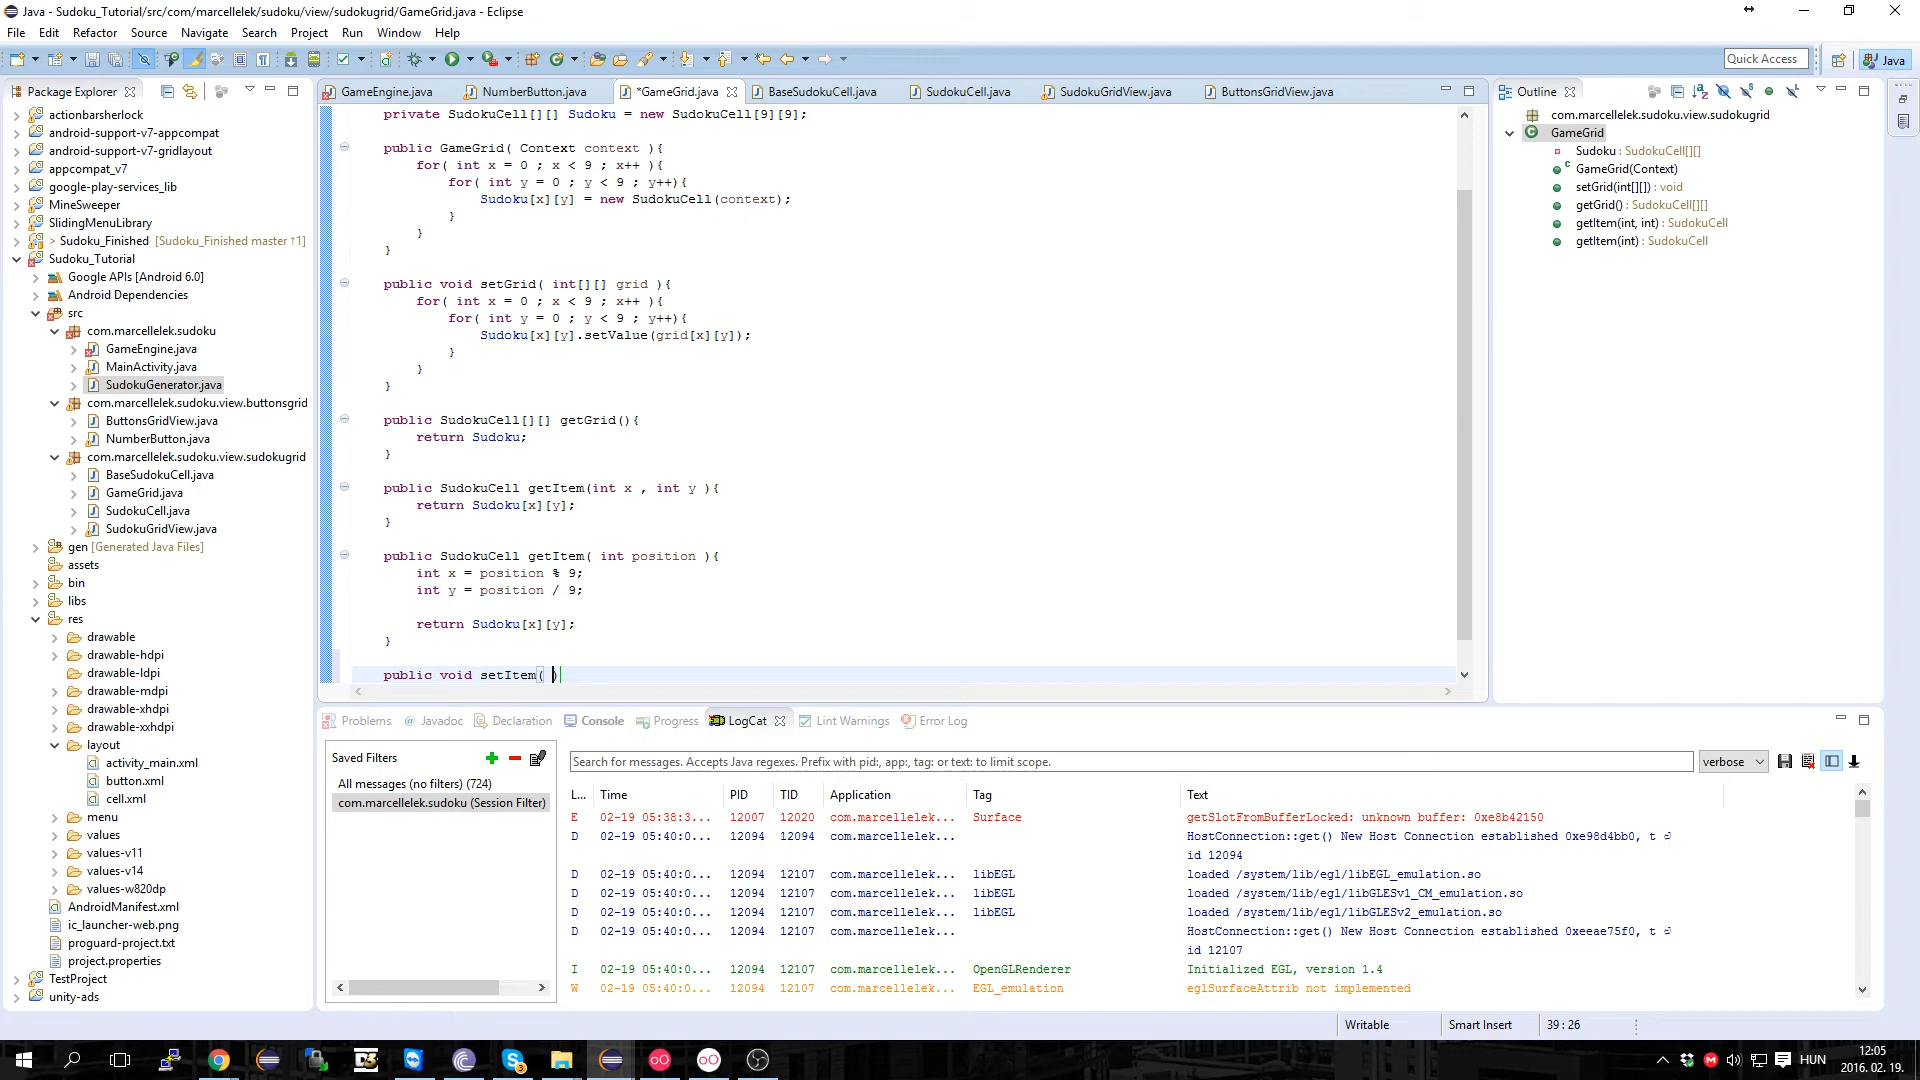 Java - Sudoku_Tutorial/src/com/marcellelek/sudoku/view/sudokugrid/GameGrid.java - Eclipse
File Edit Refactor Source Navigate Search Project Run Window Help
Quick Access
Java
Package Explorer
actionbarsherlock
android-support-v7-appcompat
android-support-v7-gridlayout
appcompat_v7
google-play-services_lib
MineSweeper
SlidingMenuLibrary
> Sudoku_Finished [Sudoku_Finished master ↑1]
Sudoku_Tutorial
Google APIs [Android 6.0]
Android Dependencies
src
com.marcellelek.sudoku
GameEngine.java
MainActivity.java
SudokuGenerator.java
com.marcellelek.sudoku.view.buttonsgrid
ButtonsGridView.java
NumberButton.java
com.marcellelek.sudoku.view.sudokugrid
BaseSudokuCell.java
GameGrid.java
SudokuCell.java
SudokuGridView.java
gen [Generated Java Files]
assets
bin
libs
res
drawable
drawable-hdpi
drawable-ldpi
drawable-mdpi
drawable-xhdpi
drawable-xxhdpi
layout
activity_main.xml
button.xml
cell.xml
menu
values
values-v11
values-v14
values-w820dp
AndroidManifest.xml
ic_launcher-web.png
proguard-project.txt
project.properties
TestProject
unity-ads
GameEngine.java NumberButton.java *GameGrid.java BaseSudokuCell.java SudokuCell.java SudokuGridView.java ButtonsGridView.java
private SudokuCell[][] Sudoku = new SudokuCell[9][9];
public GameGrid( Context context ){
for( int x = 0 ; x < 9 ; x++ ){
for( int y = 0 ; y < 9 ; y++){
Sudoku[x][y] = new SudokuCell(context);
}
}
}
public void setGrid( int[][] grid ){
for( int x = 0 ; x < 9 ; x++ ){
for( int y = 0 ; y < 9 ; y++){
Sudoku[x][y].setValue(grid[x][y]);
}
}
}
public SudokuCell[][] getGrid(){
return Sudoku;
}
public SudokuCell getItem(int x , int y ){
return Sudoku[x][y];
}
public SudokuCell getItem( int position ){
int x = position % 9;
int y = position / 9;
return Sudoku[x][y];
}
public void setItem( )
Outline
com.marcellelek.sudoku.view.sudokugrid
GameGrid
Sudoku : SudokuCell[][]
GameGrid(Context)
setGrid(int[][]) : void
getGrid() : SudokuCell[][]
getItem(int, int) : SudokuCell
getItem(int) : SudokuCell
Problems @ Javadoc Declaration Console Progress LogCat Lint Warnings Error Log
Saved Filters
All messages (no filters) (724)
com.marcellelek.sudoku (Session Filter)
Search for messages. Accepts Java regexes. Prefix with pid:, app:, tag: or text: to limit scope.
verbose
L... Time PID TID Application Tag Text
E 02-19 05:38:3... 12007 12020 com.marcellelek... Surface getSlotFromBufferLocked: unknown buffer: 0xe8b42150
D 02-19 05:40:0... 12094 12094 com.marcellelek... HostConnection::get() New Host Connection established 0xe98d4bb0, t
id 12094
D 02-19 05:40:0... 12094 12107 com.marcellelek... libEGL loaded /system/lib/egl/libEGL_emulation.so
D 02-19 05:40:0... 12094 12107 com.marcellelek... libEGL loaded /system/lib/egl/libGLESv1_CM_emulation.so
D 02-19 05:40:0... 12094 12107 com.marcellelek... libEGL loaded /system/lib/egl/libGLESv2_emulation.so
D 02-19 05:40:0... 12094 12107 com.marcellelek... HostConnection::get() New Host Connection established 0xeeae75f0, t
id 12107
I 02-19 05:40:0... 12094 12107 com.marcellelek... OpenGLRenderer Initialized EGL, version 1.4
W 02-19 05:40:0... 12094 12107 com.marcellelek... EGL_emulation eglSurfaceAttrib not implemented
Writable Smart Insert 39 : 26
HUN
12:05
2016. 02. 19.